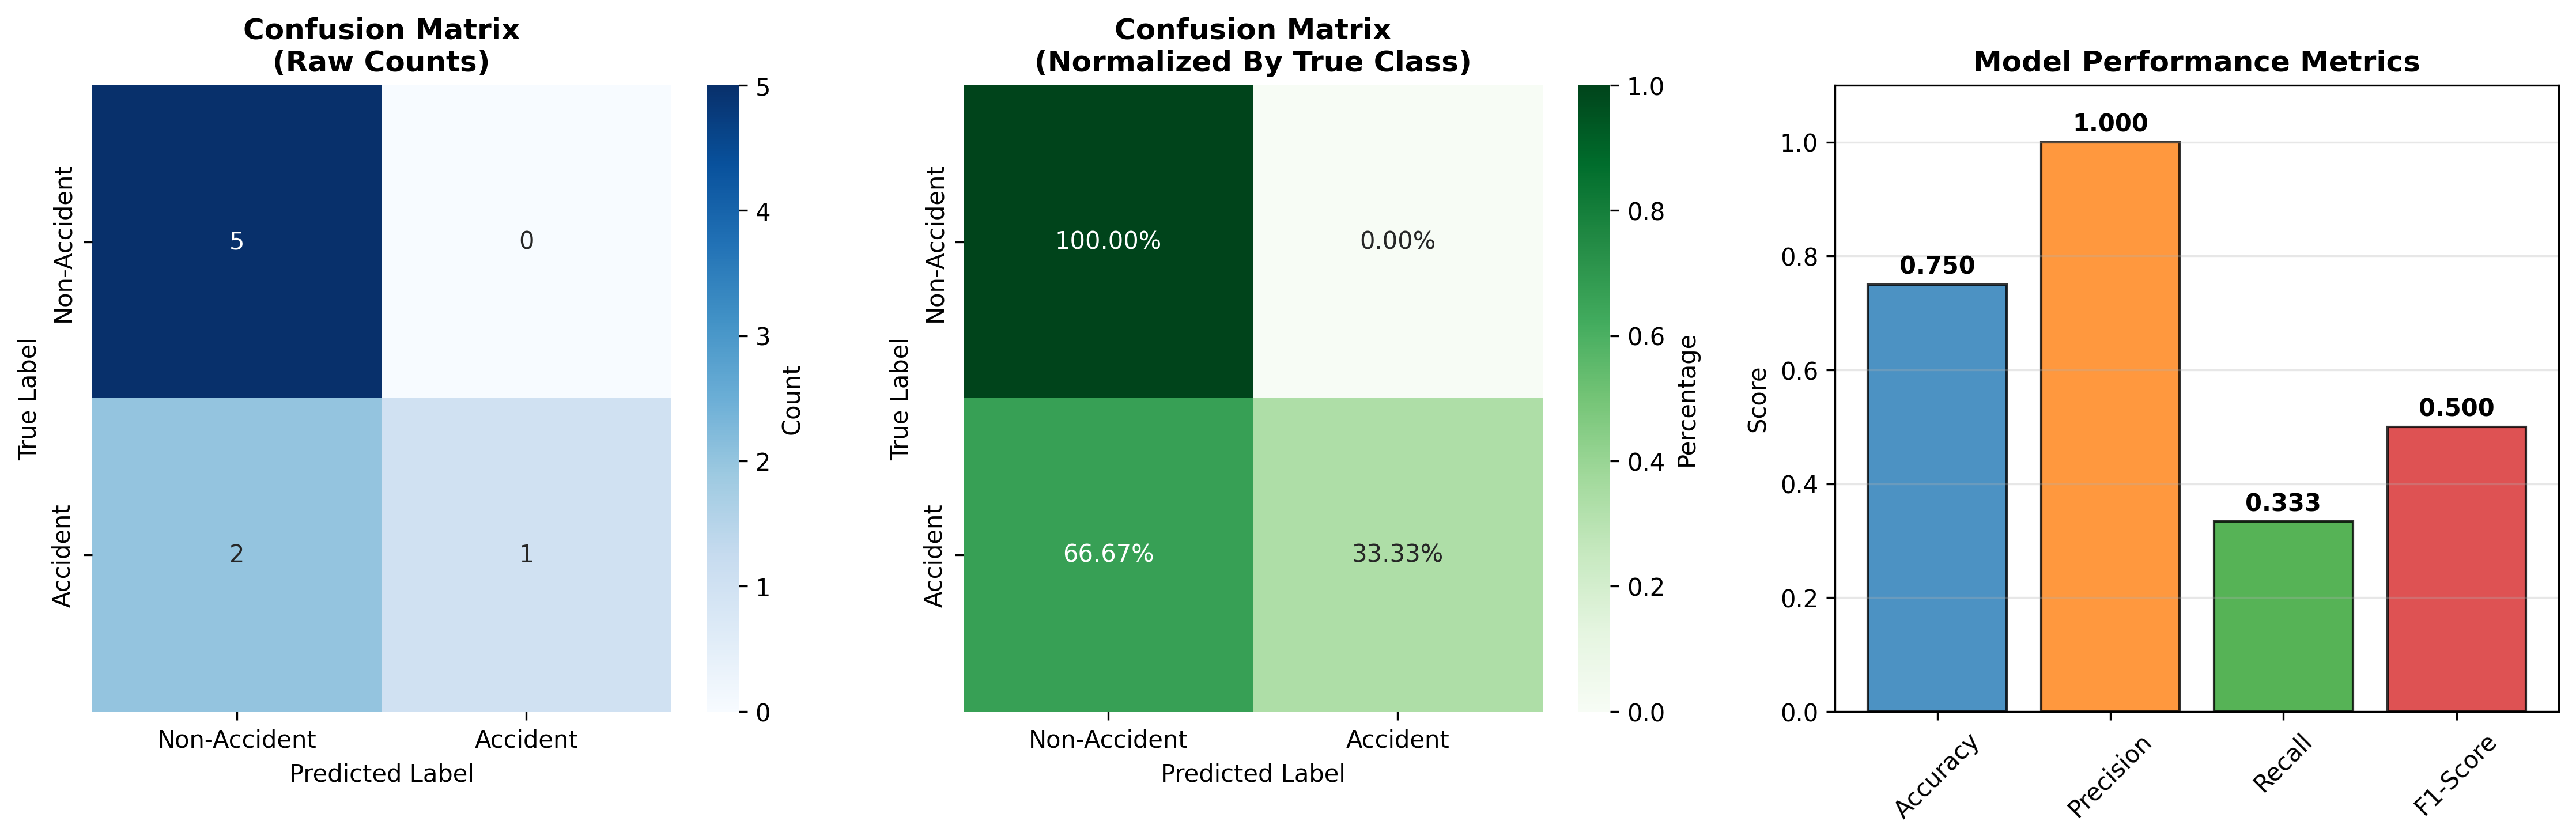 Confusion Matrix
(Raw Counts)
True Label
Non-Accident
Accident
5
0
2
1
Non-Accident
Accident
Predicted Label
5
4
3
2
1
0
Count
Confusion Matrix
(Normalized By True Class)
True Label
Non-Accident
Accident
100.00%
0.00%
66.67%
33.33%
Non-Accident
Accident
Predicted Label
1.0
0.8
0.6
0.4
0.2
0.0
Percentage
Model Performance Metrics
Score
1.0
0.8
0.6
0.4
0.2
0.0
0.750
1.000
0.333
0.500
Accuracy
Precision
Recall
F1-Score